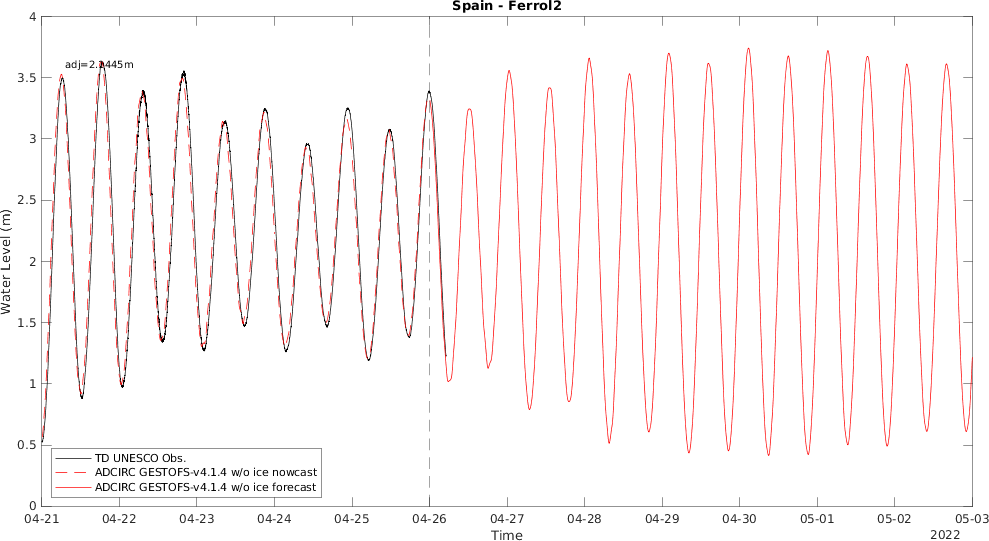 Spain - Ferrol2
4
3.5
3
2.5
2
1.5
1
0.5
0
Water Level (m)
TD UNESCO Obs.
ADCIRC GESTOFS-v4.1.4 w/o ice nowcast
ADCIRC GESTOFS-v4.1.4 w/o ice forecast
04-21 04-22 04-23 04-24 04-25 04-26 04-27 04-28 04-29 04-30 05-01 05-02 05-03
Time
2022